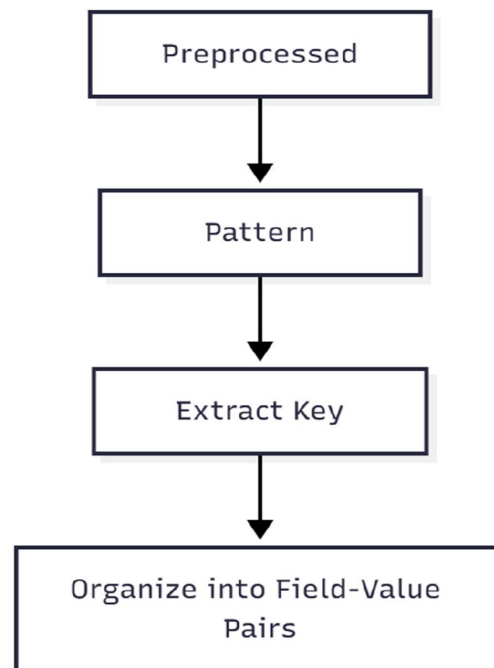 Preprocessed
Pattern
Extract Key
Organize into Field-Value
Pairs